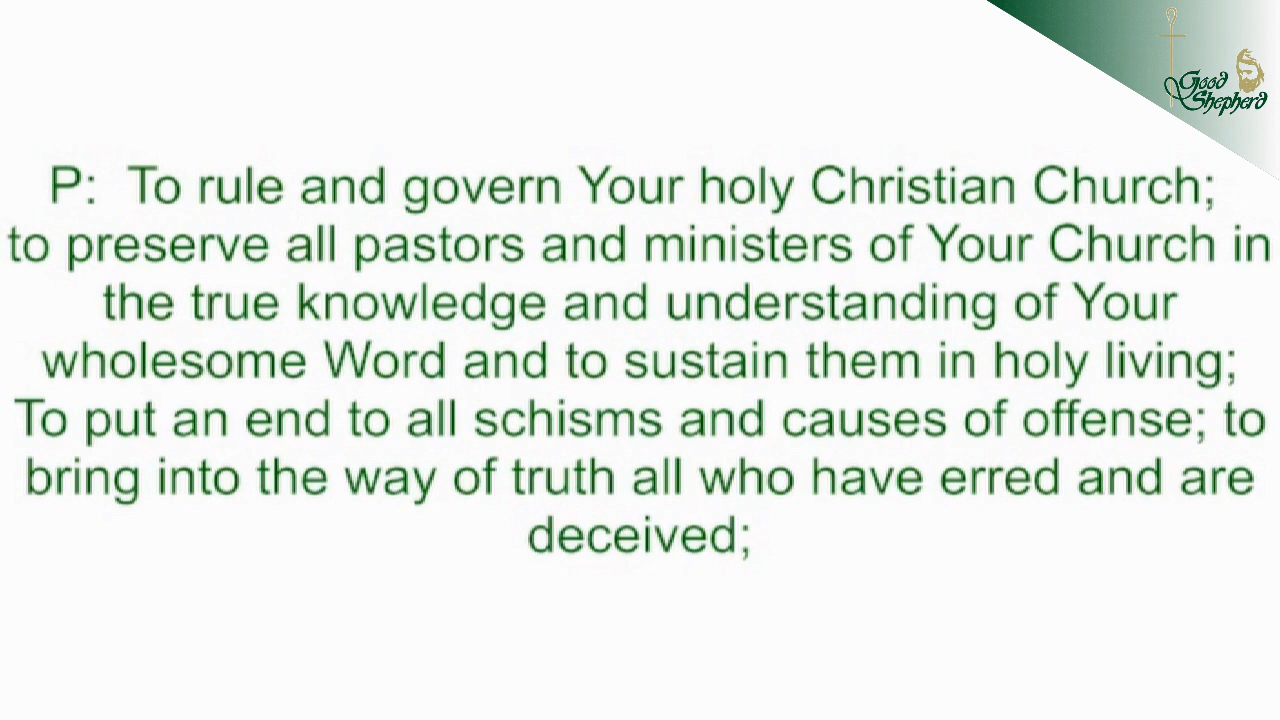 Good
Shepherd
P: To rule and govern Your holy Christian Church;
to preserve all pastors and ministers of Your Church in
the true knowledge and understanding of Your
wholesome Word and to sustain them in holy living;
To put an end to all schisms and causes of offense; to
bring into the way of truth all who have erred and are
deceived;